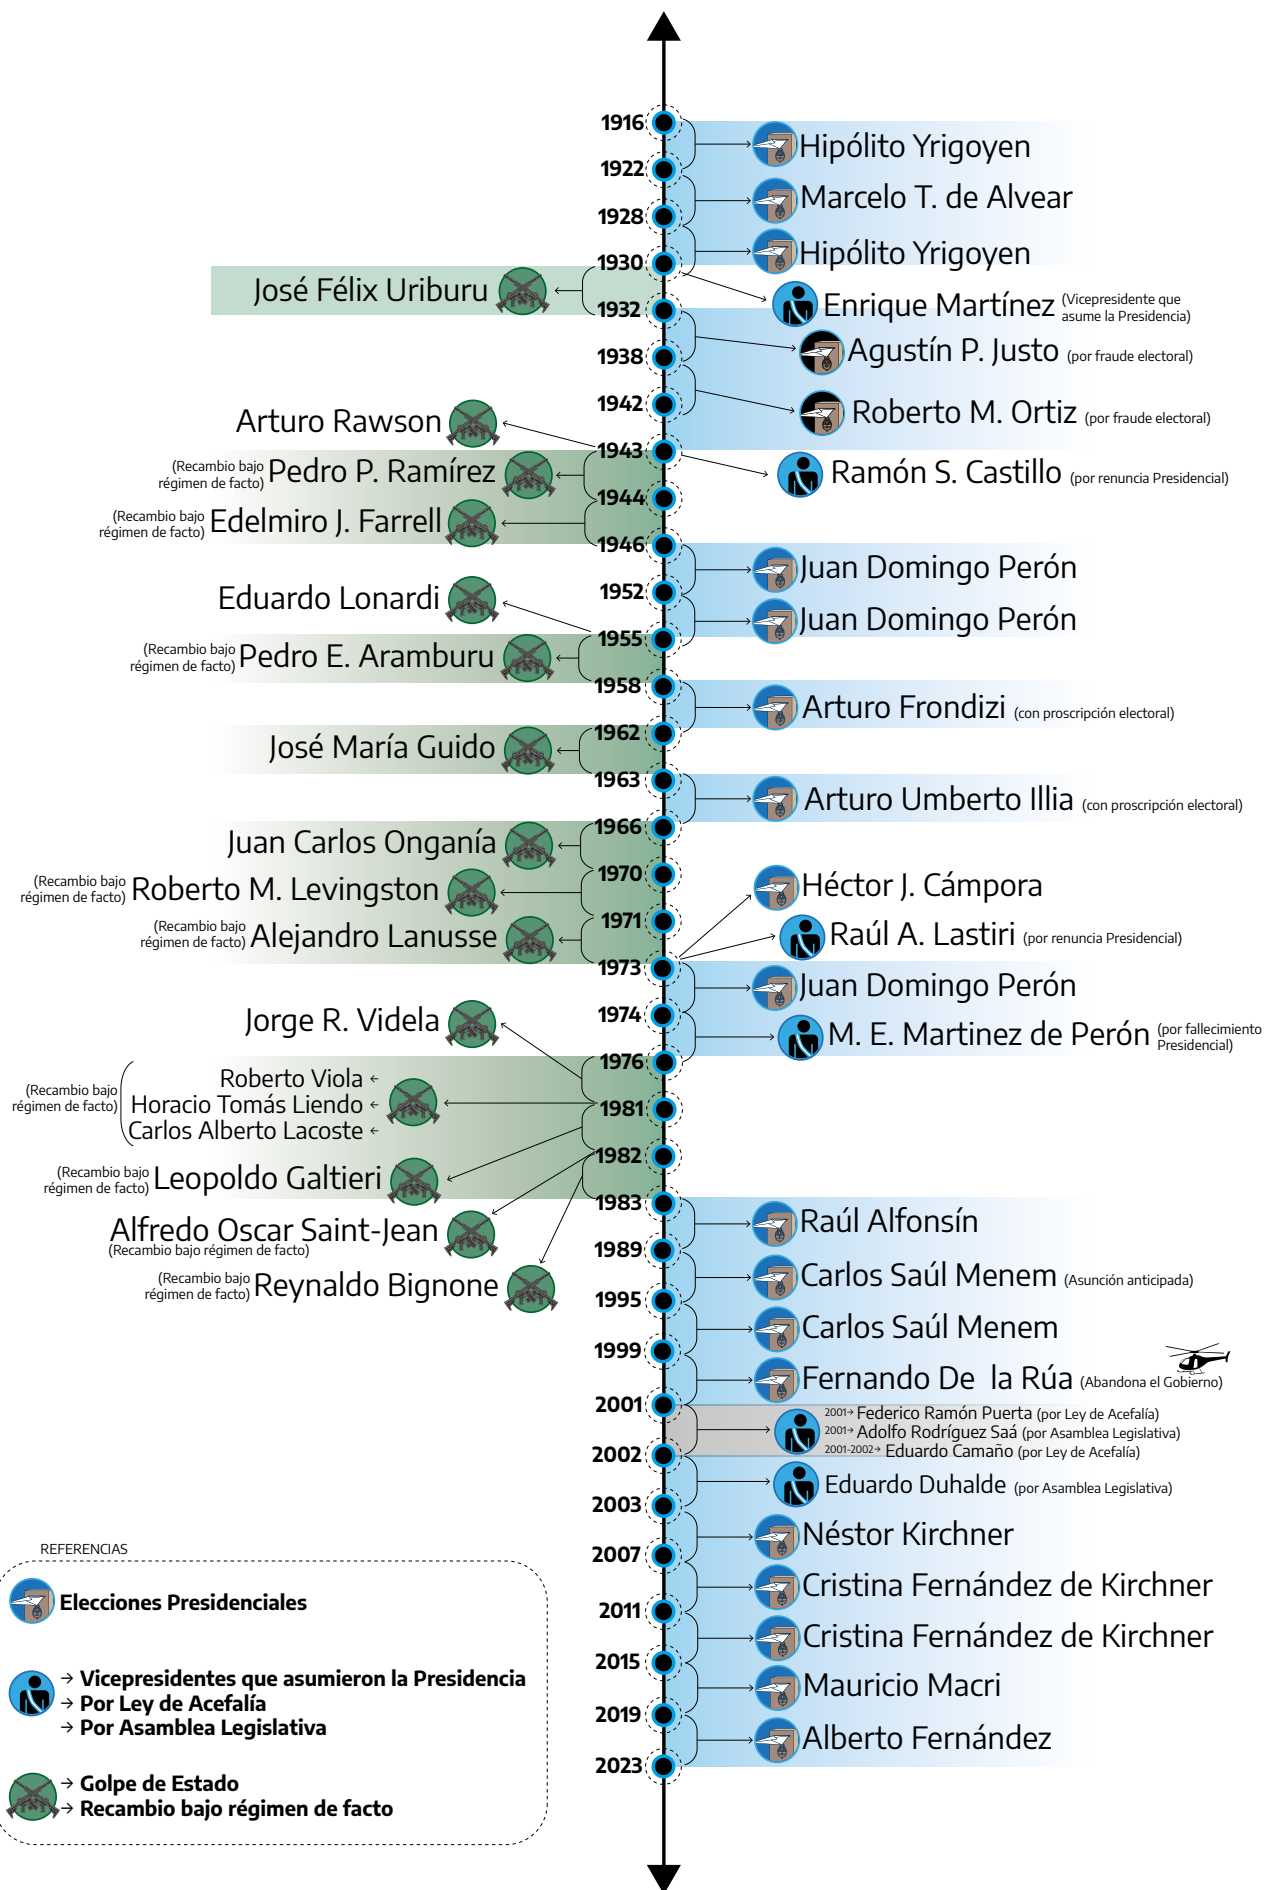 1916
Hipólito Yrigoyen
1922
Marcelo T. de Alvear
1928
Hipólito Yrigoyen
1930
José Félix Uriburu
Enrique Martínez (Vicepresidente que
asume la Presidencia)
1932
Agustín P. Justo (por fraude electoral)
1938
1942
Roberto M. Ortiz (por fraude electoral)
Arturo Rawson
1943
(Recambio bajo
régimen de facto) Pedro P. Ramírez
Ramón S. Castillo (por renuncia Presidencial)
1944
(Recambio bajo
régimen de facto) Edelmiro J. Farrell
1946
Juan Domingo Perón
1952
Eduardo Lonardi
Juan Domingo Perón
1955
(Recambio bajo
régimen de facto) Pedro E. Aramburu
1958
Arturo Frondizi (con proscripción electoral)
1962
José María Guido
1963
Arturo Umberto Illia (con proscripción electoral)
1966
Juan Carlos Onganía
1970
(Recambio bajo
régimen de facto) Roberto M. Levingston
Héctor J. Cámpora
1971
(Recambio bajo
régimen de facto) Alejandro Lanusse
Raúl A. Lastiri (por renuncia Presidencial)
1973
Juan Domingo Perón
1974
Jorge R. Videla
M. E. Martinez de Perón (por fallecimiento
Presidencial)
1976
(Recambio bajo
régimen de facto)
Roberto Viola ←
Horacio Tomás Liendo ←
Carlos Alberto Lacoste ←
1981
1982
(Recambio bajo
régimen de facto) Leopoldo Galtieri
1983
Raúl Alfonsín
Alfredo Oscar Saint-Jean
(Recambio bajo régimen de facto)
1989
(Recambio bajo
régimen de facto) Reynaldo Bignone
Carlos Saúl Menem (Asunción anticipada)
1995
Carlos Saúl Menem
1999
Fernando De la Rúa (Abandona el Gobierno)
2001
2001→ Federico Ramón Puerta (por Ley de Acefalía)
2001→ Adolfo Rodríguez Saá (por Asamblea Legislativa)
2001-2002→ Eduardo Camaño (por Ley de Acefalía)
2002
Eduardo Duhalde (por Asamblea Legislativa)
2003
Néstor Kirchner
2007
Cristina Fernández de Kirchner
2011
Cristina Fernández de Kirchner
2015
Mauricio Macri
2019
Alberto Fernández
2023
REFERENCIAS
Elecciones Presidenciales
→ Vicepresidentes que asumieron la Presidencia
→ Por Ley de Acefalía
→ Por Asamblea Legislativa
→ Golpe de Estado
→ Recambio bajo régimen de facto